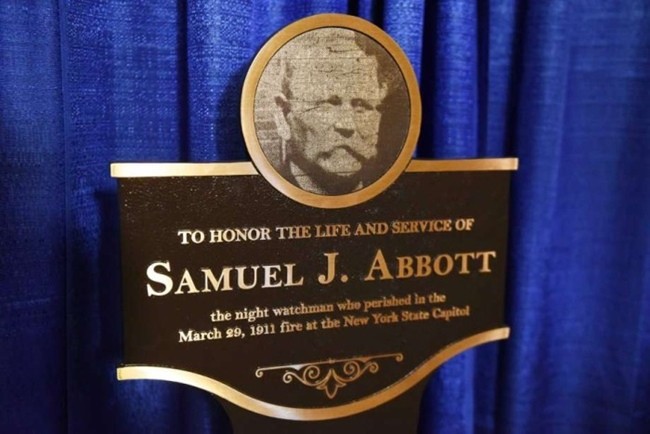 TO HONOR THE LIFE AND SERVICE OF
SAMUEL J. ABBOTT
the night watchman who perished in the
March 29, 1911 fire at the New York State Capitol